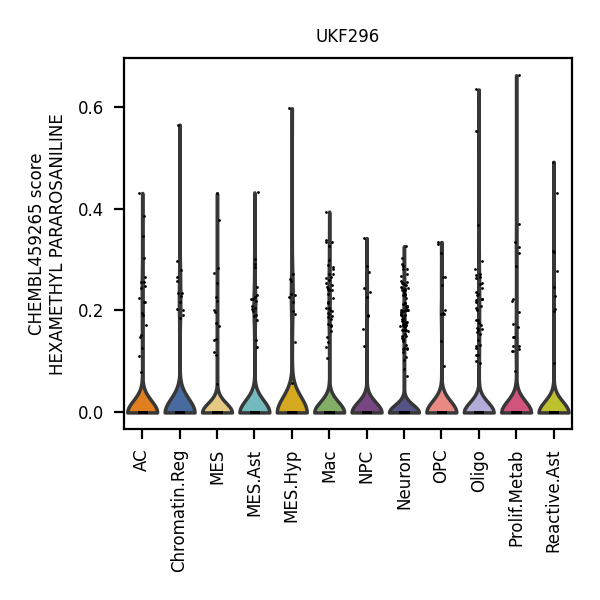 UKF296
CHEMBL459265 score
HEXAMETHYL PARAROSANILINE
0.6
0.4
0.2
0.0
AC
Chromatin.Reg
MES
MES.Ast
MES.Hyp
Mac
NPC
Neuron
OPC
Oligo
Prolif.Metab
Reactive.Ast